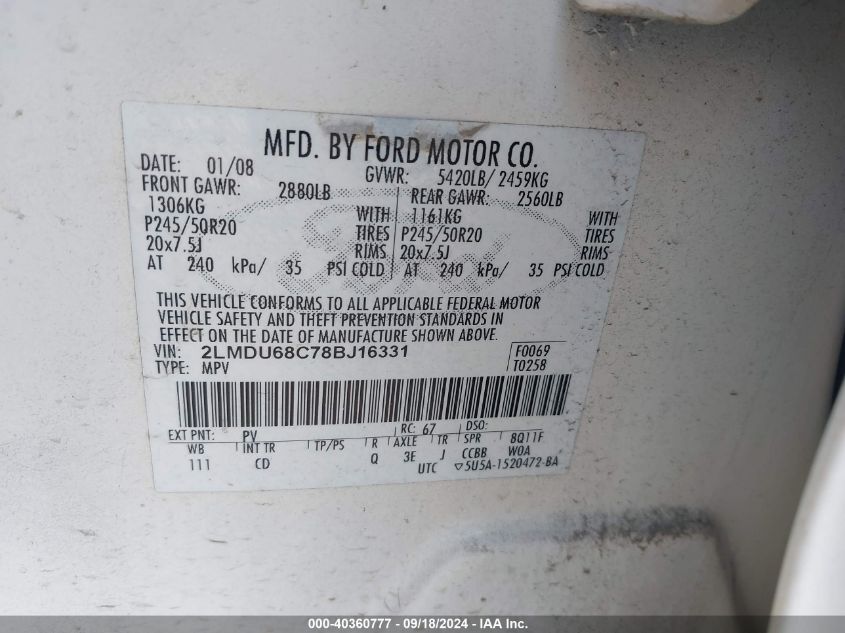 MFD. BY FORD MOTOR CO.
DATE: 01/08 GVWR: 5420LB/ 2459KG
FRONT GAWR: 2880LB REAR GAWR: 2560LB
1306KG WITH 1161KG WITH
P245/50R20 TIRES P245/50R20 TIRES
20x7.5J RIMS 20x7.5J RIMS
AT 240 kPa/ 35 PSI COLD AT 240 kPa/ 35 PSI COLD
THIS VEHICLE CONFORMS TO ALL APPLICABLE FEDERAL MOTOR
VEHICLE SAFETY AND THEFT PREVENTION STANDARDS IN
EFFECT ON THE DATE OF MANUFACTURE SHOWN ABOVE.
VIN: 2LMDU68C78BJ16331 F0069
TYPE: MPV T0258
EXT PNT: PV RC: 67 DSO:
WB INT TR TP/PS R AXLE TR SPR 8Q11F
111 CD Q 3E J CCBB WOA
UTC ▽5U5A-1520472-BA
000-40360777 - 09/18/2024 - IAA Inc.